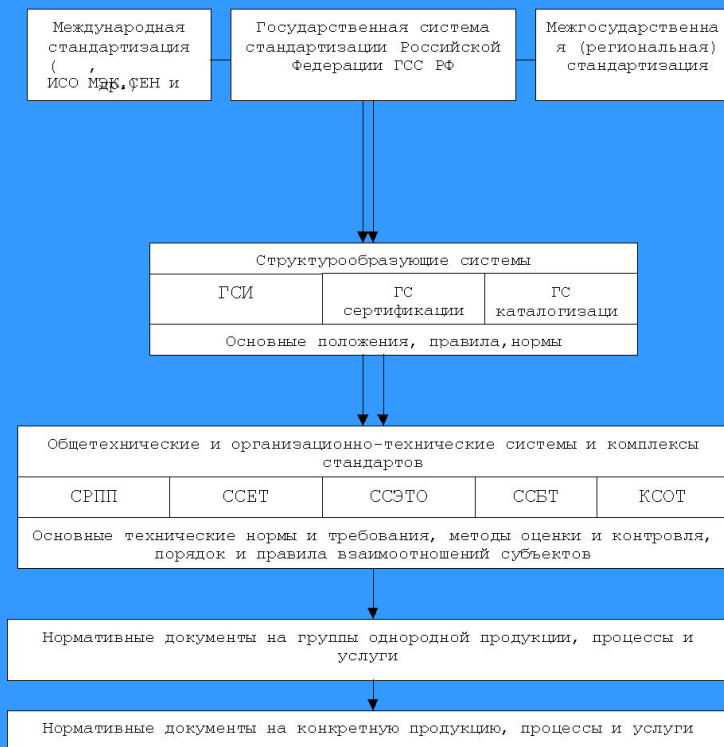 Международная
стандартизация
( ,
ИСО МЭК,СЕН и
др.)
Государственная система
стандартизации Российской
Федерации ГСС РФ
Межгосударственна
я (региональная)
стандартизация
Структурообразующие системы
ГСИ
ГС
сертификации
ГС
каталогизаци
Основные положения, правила,нормы
Общетехнические и организационно-технические системы и комплексы
стандартов
СРПП
ССЕТ
ССЭТО
ССБТ
КСОТ
Основные технические нормы и требования, методы оценки и контровля,
порядок и правила взаимоотношений субъектов
Нормативные документы на группы однородной продукции, процессы и
услуги
Нормативные документы на конкретную продукцию, процессы и услуги